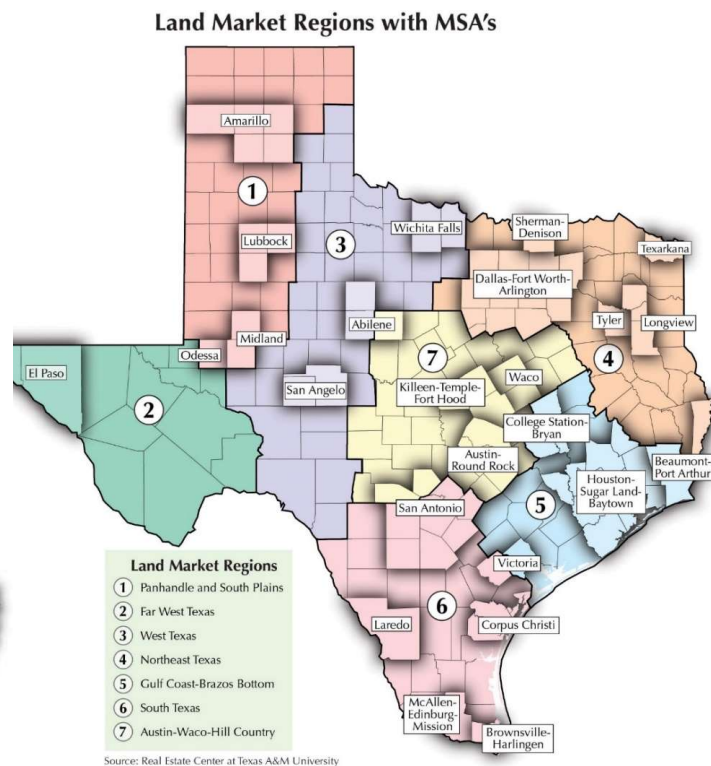 Land Market Regions with MSA's
Amarillo
1
Lubbock
3
Wichita Falls
Sherman-
Denison
Texarkana
Dallas-Fort Worth-
Arlington
Abilene
Tyler
Longview
Midland
Odessa
4
El Paso
7
Waco
2
San Angelo
Killeen-Temple-
Fort Hood
College Station-
Bryan
Austin-
Round Rock
Beaumont-
Port Arthur
Houston-
Sugar Land-
Baytown
San Antonio
5
Victoria
6
Laredo
Corpus Christi
McAllen-
Edinburg-
Mission
Brownsville-
Harlingen
Land Market Regions
1 Panhandle and South Plains
2 Far West Texas
3 West Texas
4 Northeast Texas
5 Gulf Coast-Brazos Bottom
6 South Texas
7 Austin-Waco-Hill Country
Source: Real Estate Center at Texas A&M University